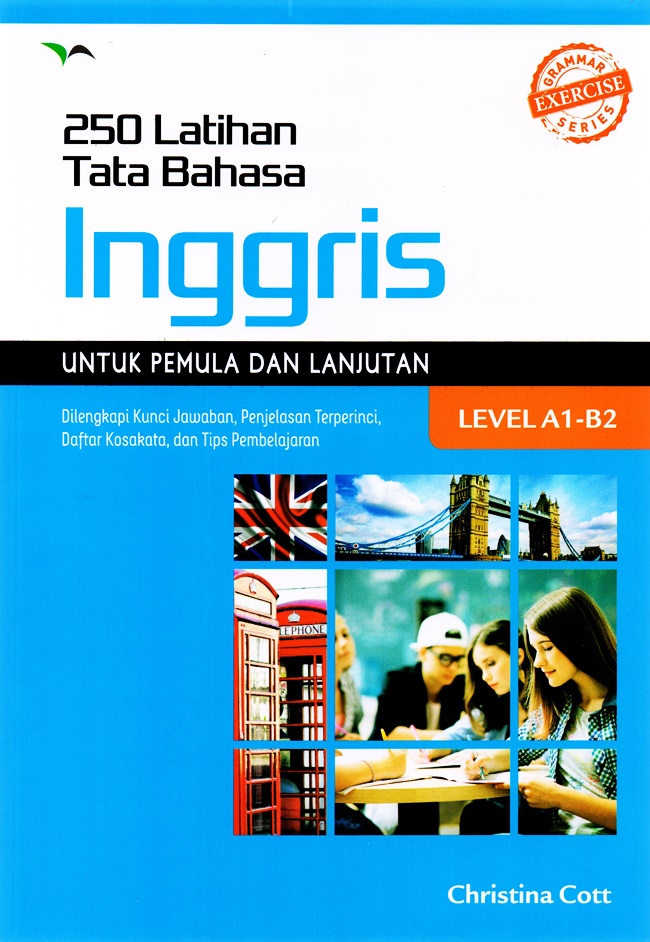 GRAMMAR
EXERCISE
SERIES
250 Latihan
Tata Bahasa
Inggris
UNTUK PEMULA DAN LANJUTAN
Dilengkapi Kunci Jawaban, Penjelasan Terperinci,
Daftar Kosakata, dan Tips Pembelajaran
LEVEL A1-B2
TELEPHONE
Christina Cott